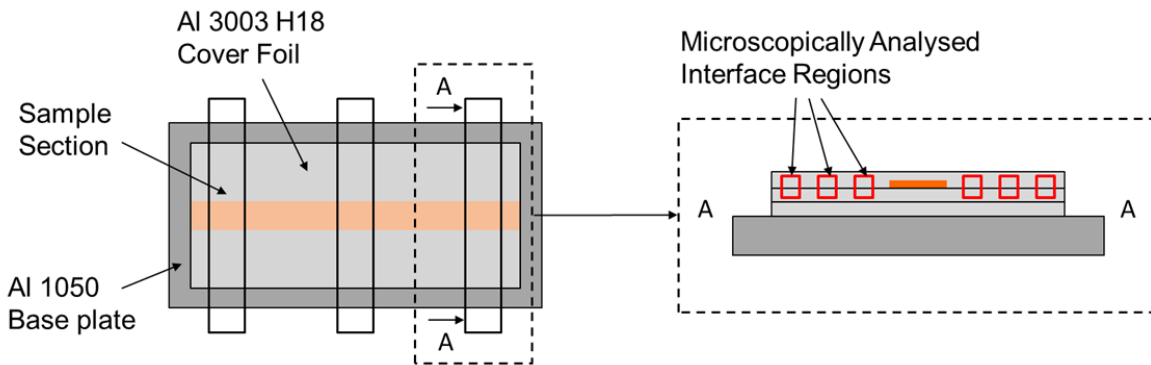 Al 3003 H18
Cover Foil
Sample
Section
Al 1050
Base plate
A
A
Microscopically Analysed
Interface Regions
A
A